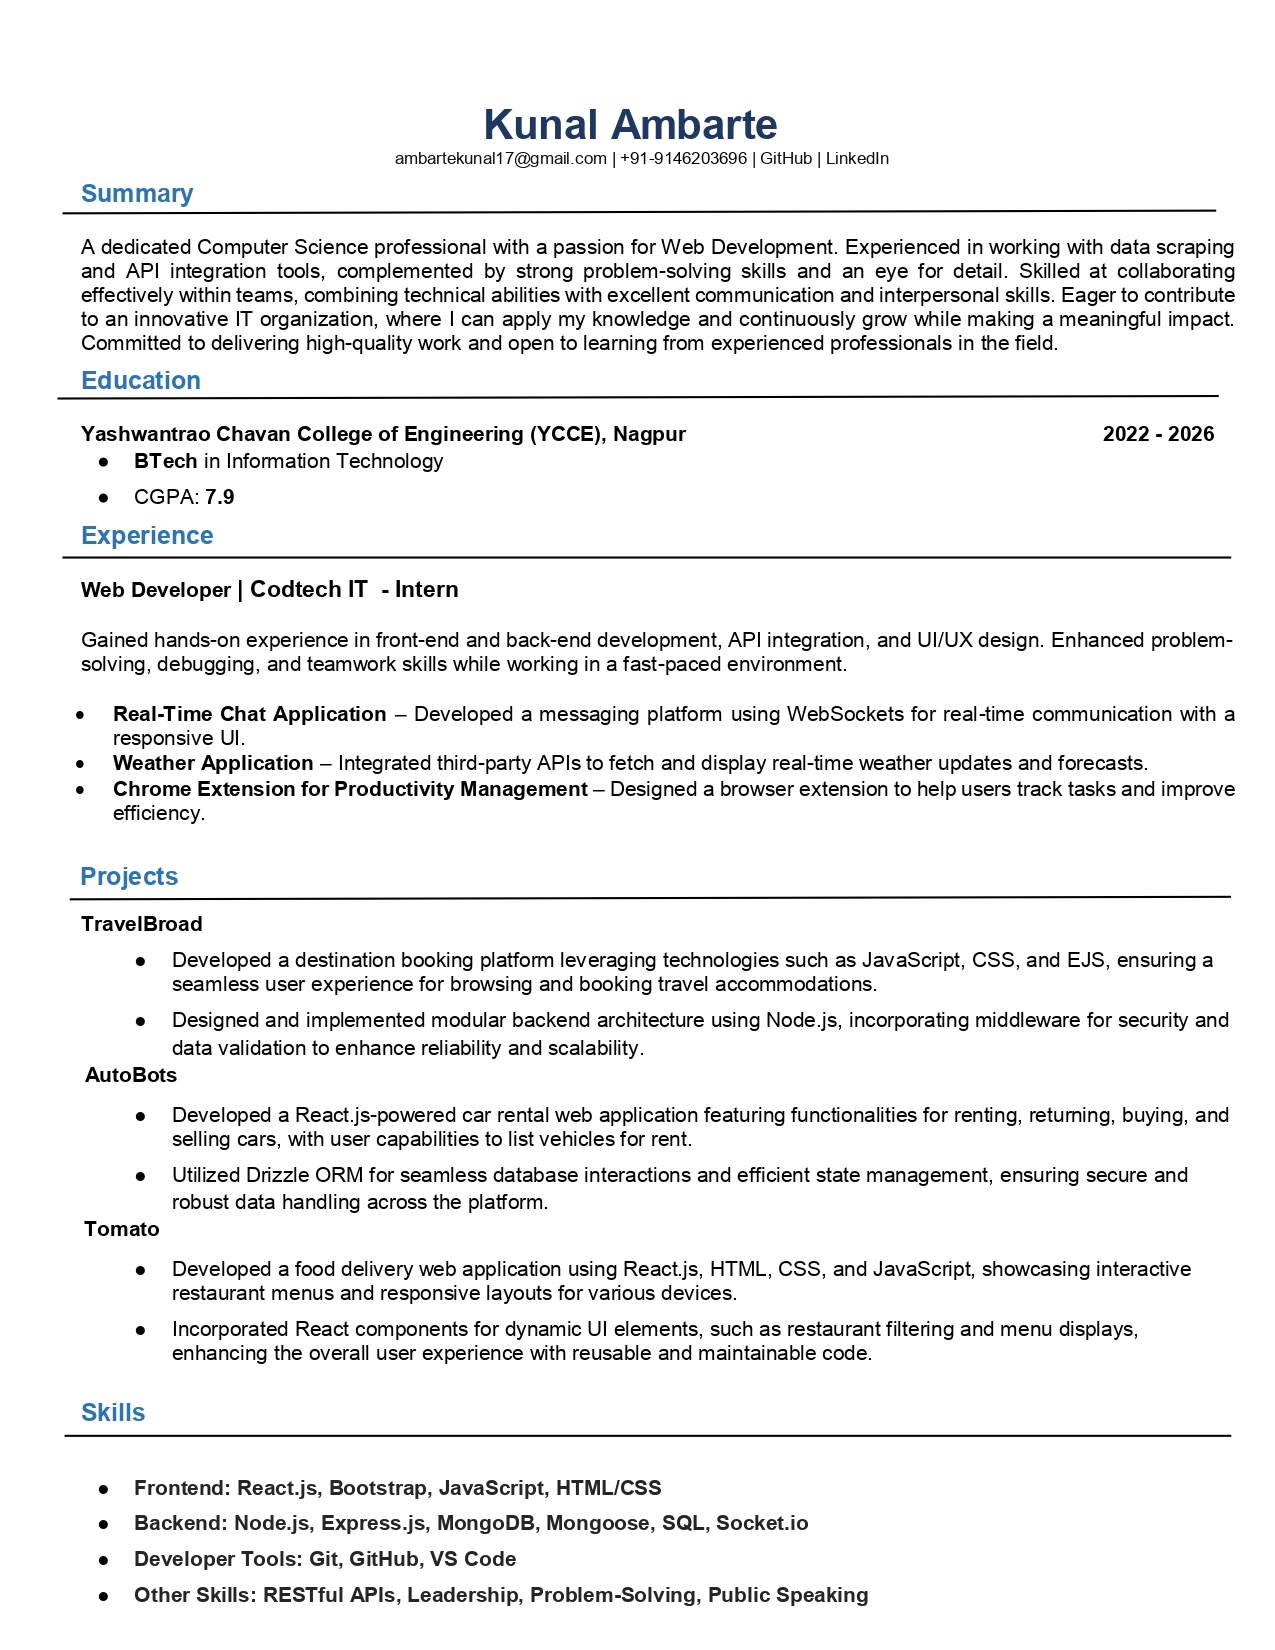 Kunal Ambarte
ambartekunal17@gmail.com | +91-9146203696 | GitHub | LinkedIn
Summary
A dedicated Computer Science professional with a passion for Web Development. Experienced in working with data scraping
and API integration tools, complemented by strong problem-solving skills and an eye for detail. Skilled at collaborating
effectively within teams, combining technical abilities with excellent communication and interpersonal skills. Eager to contribute
to an innovative IT organization, where I can apply my knowledge and continuously grow while making a meaningful impact.
Committed to delivering high-quality work and open to learning from experienced professionals in the field.
Education
Yashwantrao Chavan College of Engineering (YCCE), Nagpur 2022 - 2026
● BTech in Information Technology
● CGPA: 7.9
Experience
Web Developer | Codtech IT - Intern
Gained hands-on experience in front-end and back-end development, API integration, and UI/UX design. Enhanced problem-
solving, debugging, and teamwork skills while working in a fast-paced environment.
• Real-Time Chat Application – Developed a messaging platform using WebSockets for real-time communication with a
responsive UI.
• Weather Application – Integrated third-party APIs to fetch and display real-time weather updates and forecasts.
• Chrome Extension for Productivity Management – Designed a browser extension to help users track tasks and improve
efficiency.
Projects
TravelBroad
● Developed a destination booking platform leveraging technologies such as JavaScript, CSS, and EJS, ensuring a
seamless user experience for browsing and booking travel accommodations.
● Designed and implemented modular backend architecture using Node.js, incorporating middleware for security and
data validation to enhance reliability and scalability.
AutoBots
● Developed a React.js-powered car rental web application featuring functionalities for renting, returning, buying, and
selling cars, with user capabilities to list vehicles for rent.
● Utilized Drizzle ORM for seamless database interactions and efficient state management, ensuring secure and
robust data handling across the platform.
Tomato
● Developed a food delivery web application using React.js, HTML, CSS, and JavaScript, showcasing interactive
restaurant menus and responsive layouts for various devices.
● Incorporated React components for dynamic UI elements, such as restaurant filtering and menu displays,
enhancing the overall user experience with reusable and maintainable code.
Skills
● Frontend: React.js, Bootstrap, JavaScript, HTML/CSS
● Backend: Node.js, Express.js, MongoDB, Mongoose, SQL, Socket.io
● Developer Tools: Git, GitHub, VS Code
● Other Skills: RESTful APIs, Leadership, Problem-Solving, Public Speaking